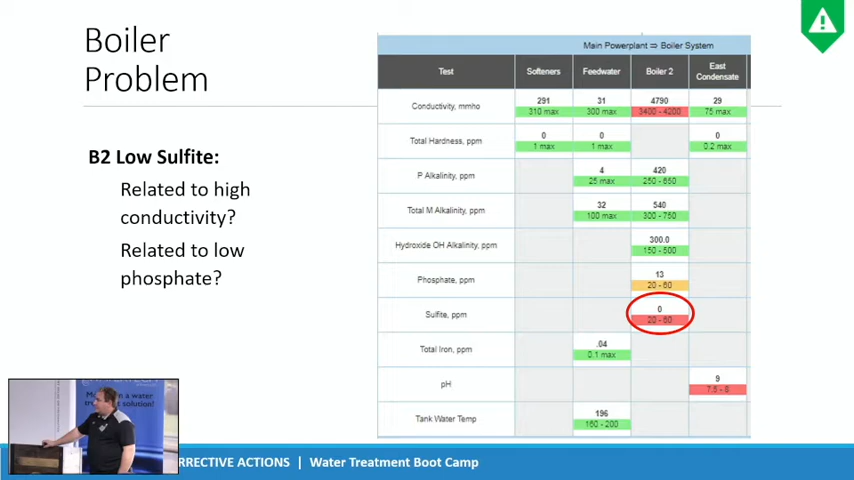 Boiler
Problem
B2 Low Sulfite:
Related to high
conductivity?
Related to low
phosphate?
Main Powerplant ⇒ Boiler System
Test Softeners Feedwater Boiler 2 East Condensate
Conductivity, mmho 291 31 4790 29
310 max 300 max 3400 - 4200 75 max
Total Hardness, ppm 0 0 0
1 max 1 max 0.2 max
P Alkalinity, ppm 4 420
25 max 250 - 650
Total M Alkalinity, ppm 32 540
100 max 300 - 750
Hydroxide OH Alkalinity, ppm 300.0
150 - 500
Phosphate, ppm 13
20 - 60
Sulfite, ppm 0
20 - 60
Total Iron, ppm .04
0.1 max
pH 9
7.5 - 8
Tank Water Temp 196
160 - 200
RRECTIVE ACTIONS | Water Treatment Boot Camp